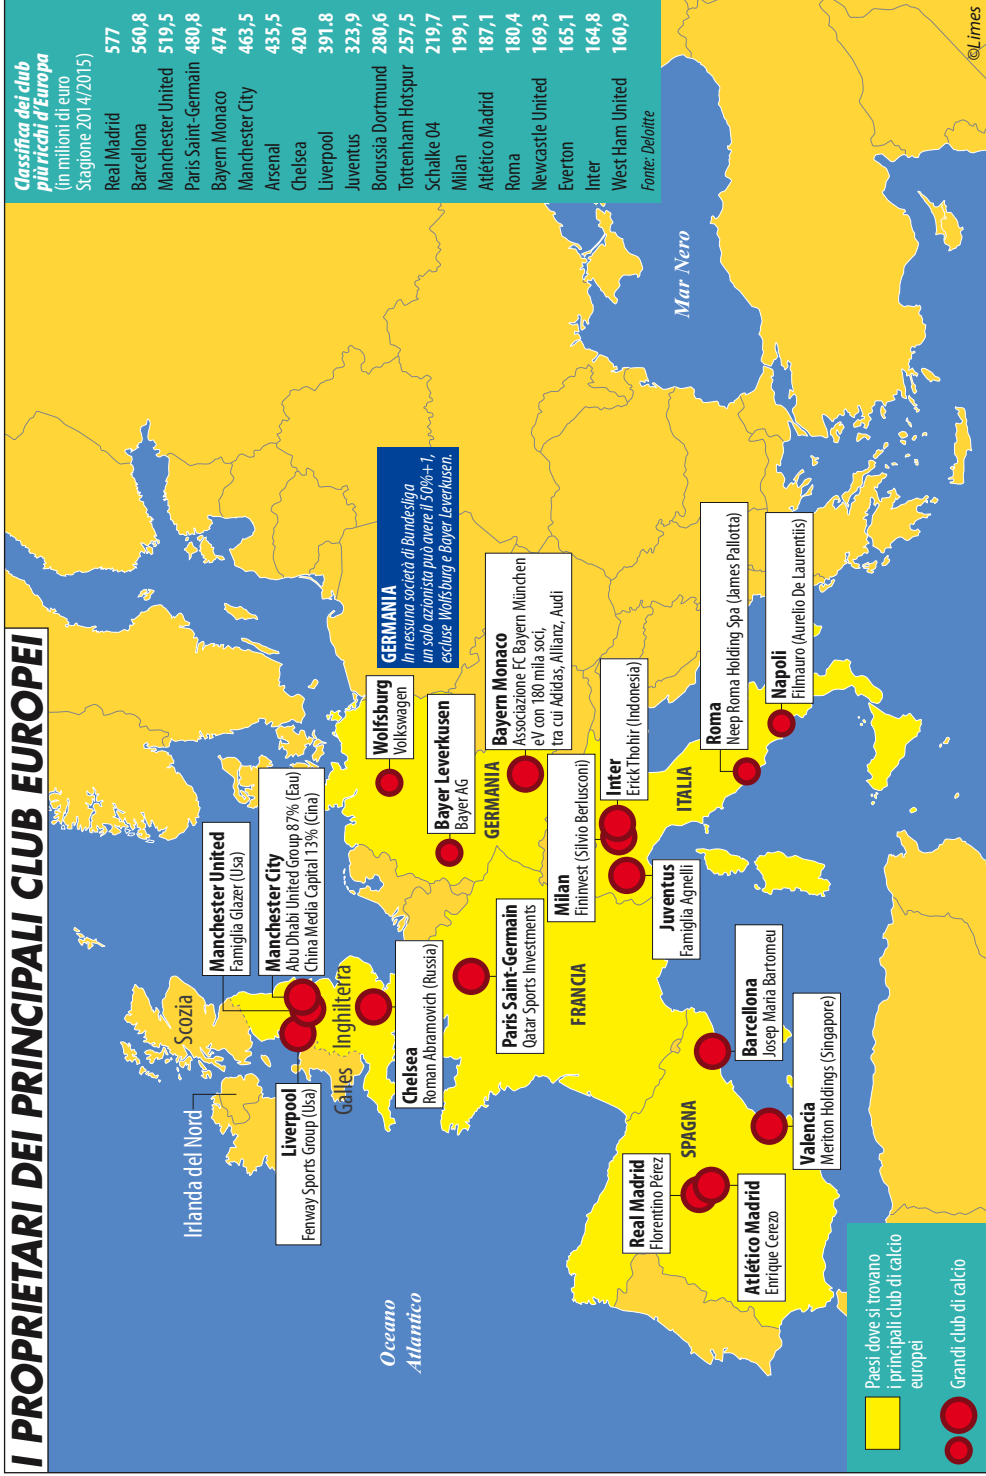 I PROPRIETARI DEI PRINCIPALI CLUB EUROPEI
Classifica dei club
più ricchi d'Europa
(in milioni di euro
Stagione 2014/2015)
Real Madrid 577
Barcellona 560,8
Manchester United 519,5
Paris Saint-Germain 480,8
Bayern Monaco 474
Manchester City 463,5
Arsenal 435,5
Chelsea 420
Liverpool 391.8
Juventus 323,9
Borussia Dortmund 280,6
Tottenham Hotspur 257,5
Schalke 04 219,7
Milan 199,1
Atlético Madrid 187,1
Roma 180,4
Newcastle United 169,3
Everton 165,1
Inter 164,8
West Ham United 160,9
Fonte: Deloitte
Scozia
Irlanda del Nord
Galles
Inghilterra
Manchester United
Famiglia Glazer (Usa)
Manchester City
Abu Dhabi United Group 87% (Eau)
China Media Capital 13% (Cina)
Liverpool
Fenway Sports Group (Usa)
Chelsea
Roman Abramovich (Russia)
Wolfsburg
Volkswagen
GERMANIA
In nessuna società di Bundesliga
un solo azionista può avere il 50%+1,
escluse Wolfsburg e Bayer Leverkusen.
Bayer Leverkusen
Bayer AG
GERMANIA
Bayern Monaco
Associazione FC Bayern München
eV con 180 mila soci,
tra cui Adidas, Allianz, Audi
Paris Saint-Germain
Qatar Sports Investments
FRANCIA
Milan
Fininvest (Silvio Berlusconi)
Inter
Erick Thohir (Indonesia)
Juventus
Famiglia Agnelli
ITALIA
Roma
Neep Roma Holding Spa (James Pallotta)
Napoli
Filmauro (Aurelio De Laurentiis)
Barcellona
Josep Maria Bartomeu
SPAGNA
Real Madrid
Florentino Pérez
Atlético Madrid
Enrique Cerezo
Valencia
Meriton Holdings (Singapore)
Oceano
Atlantico
Mar Nero
Paesi dove si trovano
i principali club di calcio
europei
Grandi club di calcio
©Limes